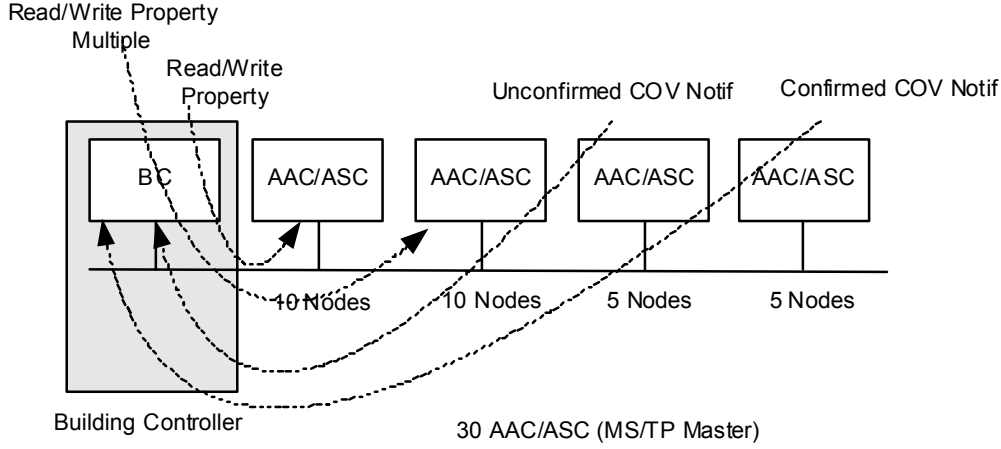 Read/Write Property
Multiple
Read/Write
Property
Unconfirmed COV Notif
Confirmed COV Notif
BC
AAC/ASC
AAC/ASC
AAC/ASC
AAC/ASC
10 Nodes
10 Nodes
5 Nodes
5 Nodes
Building Controller
30 AAC/ASC (MS/TP Master)